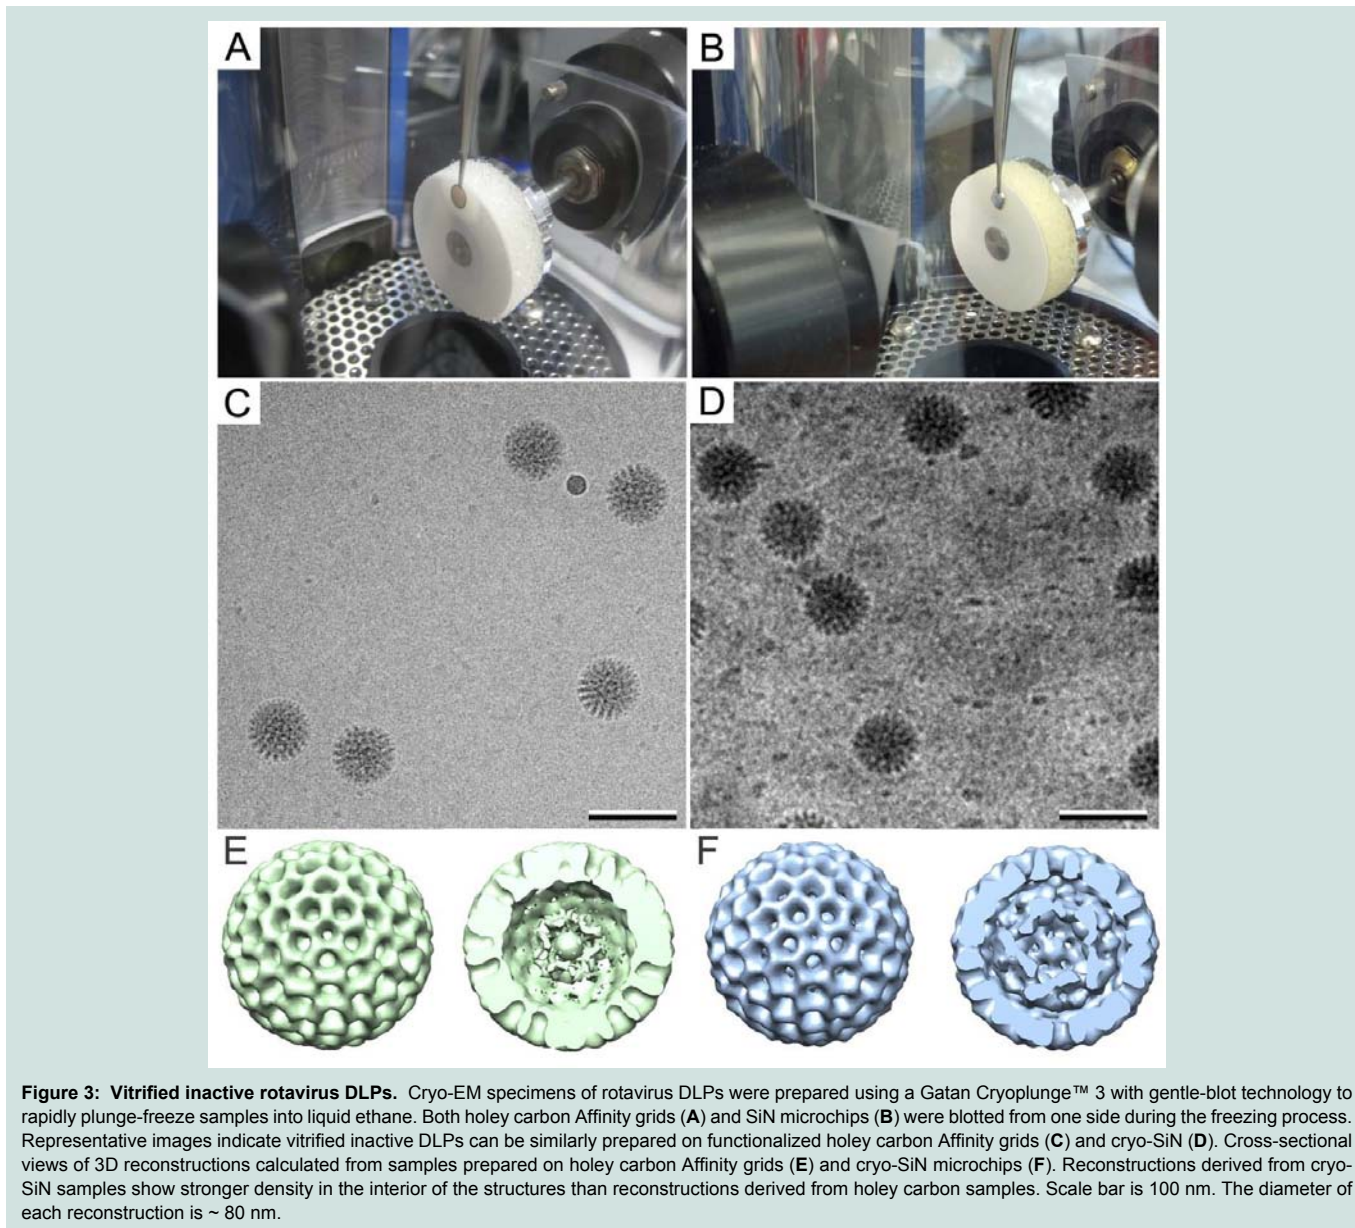 A
B
C
D
E
F
Figure 3: Vitrified inactive rotavirus DLPs. Cryo-EM specimens of rotavirus DLPs were prepared using a Gatan Cryoplunge™ 3 with gentle-blot technology to
rapidly plunge-freeze samples into liquid ethane. Both holey carbon Affinity grids (A) and SiN microchips (B) were blotted from one side during the freezing process.
Representative images indicate vitrified inactive DLPs can be similarly prepared on functionalized holey carbon Affinity grids (C) and cryo-SiN (D). Cross-sectional
views of 3D reconstructions calculated from samples prepared on holey carbon Affinity grids (E) and cryo-SiN microchips (F). Reconstructions derived from cryo-
SiN samples show stronger density in the interior of the structures than reconstructions derived from holey carbon samples. Scale bar is 100 nm. The diameter of
each reconstruction is ~ 80 nm.